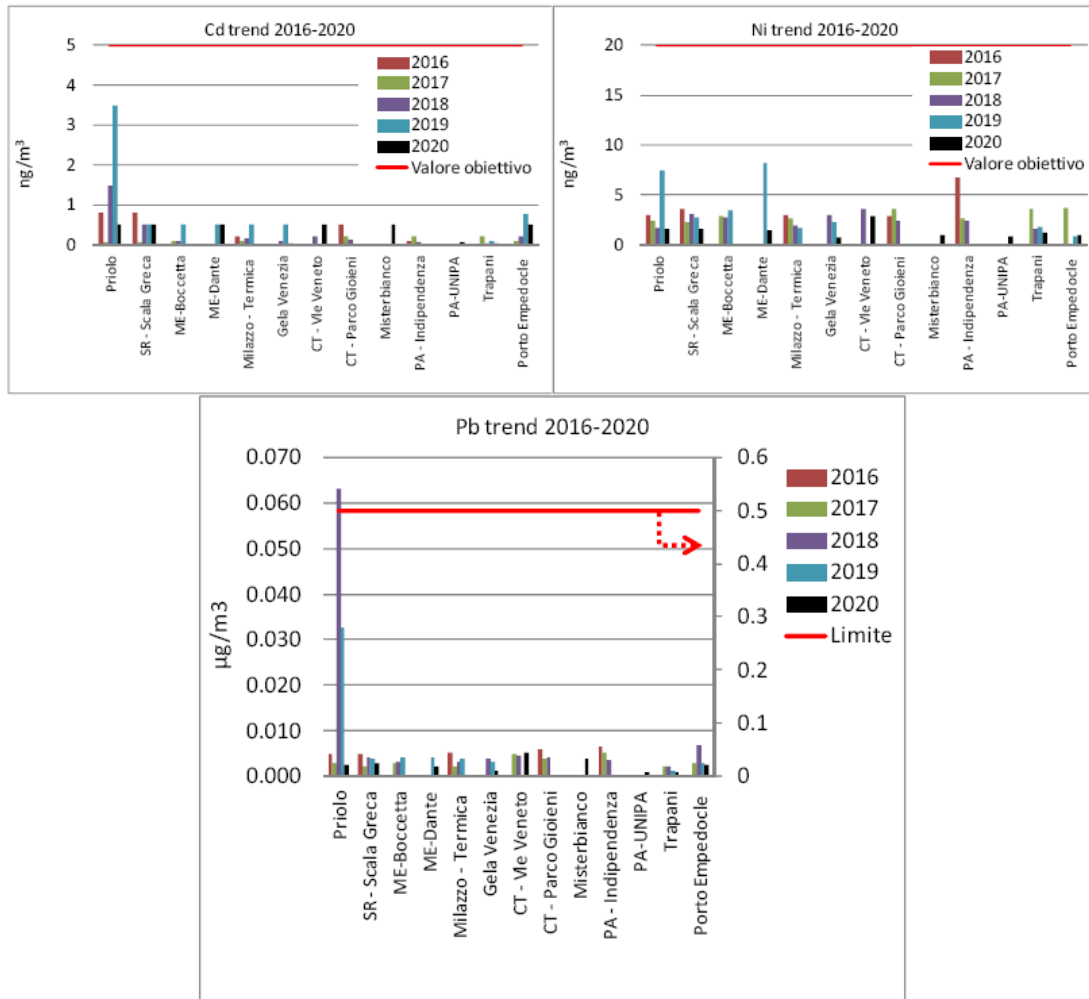 Cd trend 2016-2020
5
4
3
2
1
0
ng/m³
2016
2017
2018
2019
2020
Valore obiettivo
Priolo
SR - Scala Greca
ME-Boccetta
ME-Dante
Milazzo - Termica
Gela Venezia
CT - Vle Veneto
CT - Parco Gioieni
Misterbianco
PA - Indipendenza
PA-UNIPA
Trapani
Porto Empedocle
Ni trend 2016-2020
20
15
10
5
0
ng/m³
2016
2017
2018
2019
2020
Valore obiettivo
Priolo
SR - Scala Greca
ME-Boccetta
ME-Dante
Milazzo - Termica
Gela Venezia
CT - Vle Veneto
CT - Parco Gioieni
Misterbianco
PA - Indipendenza
PA-UNIPA
Trapani
Porto Empedocle
Pb trend 2016-2020
0.070
0.060
0.050
0.040
0.030
0.020
0.010
0.000
µg/m3
0.6
0.5
0.4
0.3
0.2
0.1
0
2016
2017
2018
2019
2020
Limite
Priolo
SR - Scala Greca
ME-Boccetta
ME-Dante
Milazzo - Termica
Gela Venezia
CT - Vle Veneto
CT - Parco Gioieni
Misterbianco
PA - Indipendenza
PA-UNIPA
Trapani
Porto Empedocle